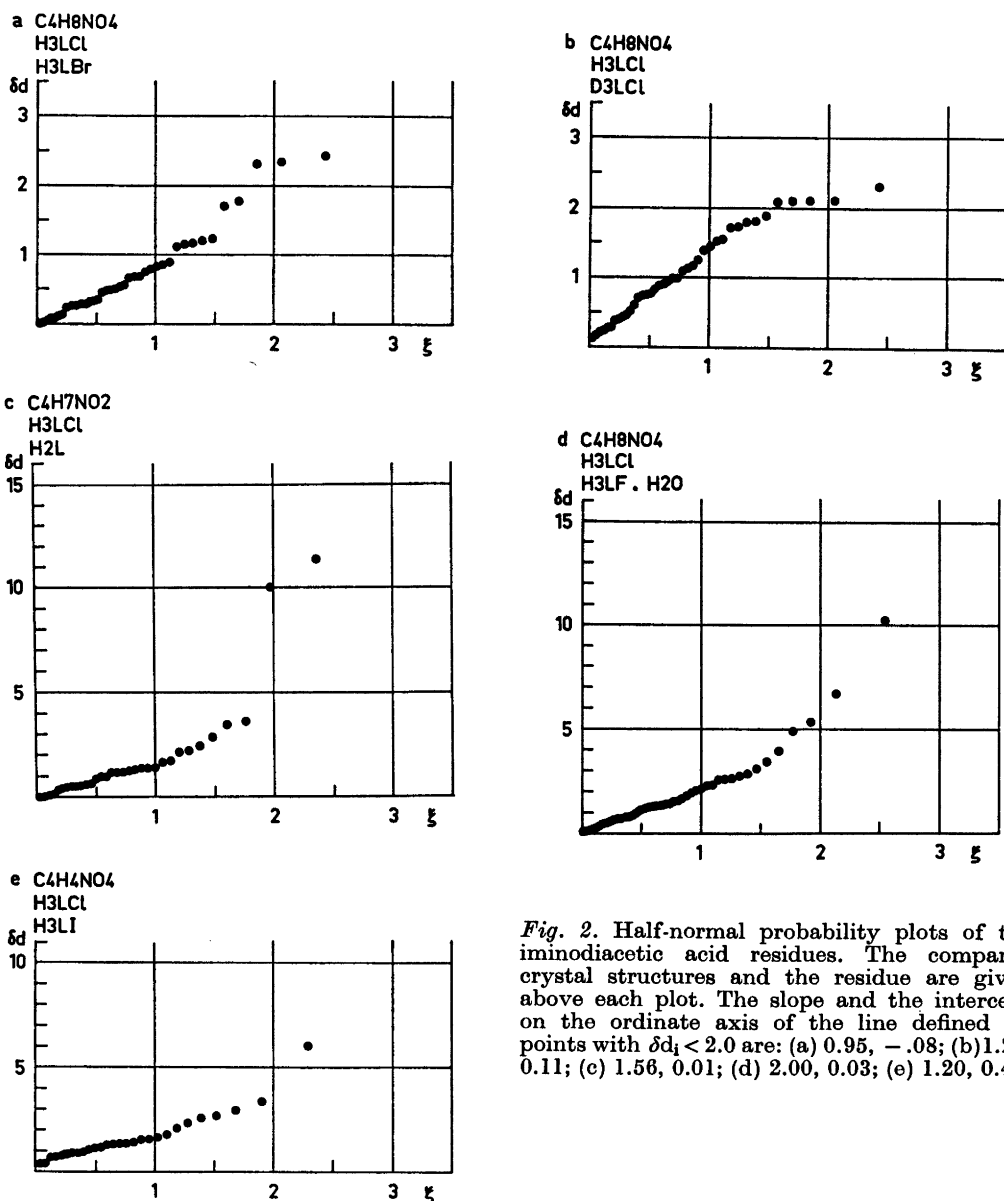 a C4H8NO4
H3LCl
H3LBr
δd
3
2
1
1 2 3 ξ
b C4H8NO4
H3LCl
D3LCl
δd
3
2
1
1 2 3 ξ
c C4H7NO2
H3LCl
H2L
δd
15
10
5
1 2 3 ξ
d C4H8NO4
H3LCl
H3LF . H2O
δd
15
10
5
1 2 3 ξ
e C4H4NO4
H3LCl
H3LI
δd
10
5
1 2 3 ξ
Fig. 2. Half-normal probability plots of t
iminodiacetic acid residues. The compar
crystal structures and the residue are giv
above each plot. The slope and the interce
on the ordinate axis of the line defined
points with δdi < 2.0 are: (a) 0.95, −.08; (b)1.2
0.11; (c) 1.56, 0.01; (d) 2.00, 0.03; (e) 1.20, 0.4